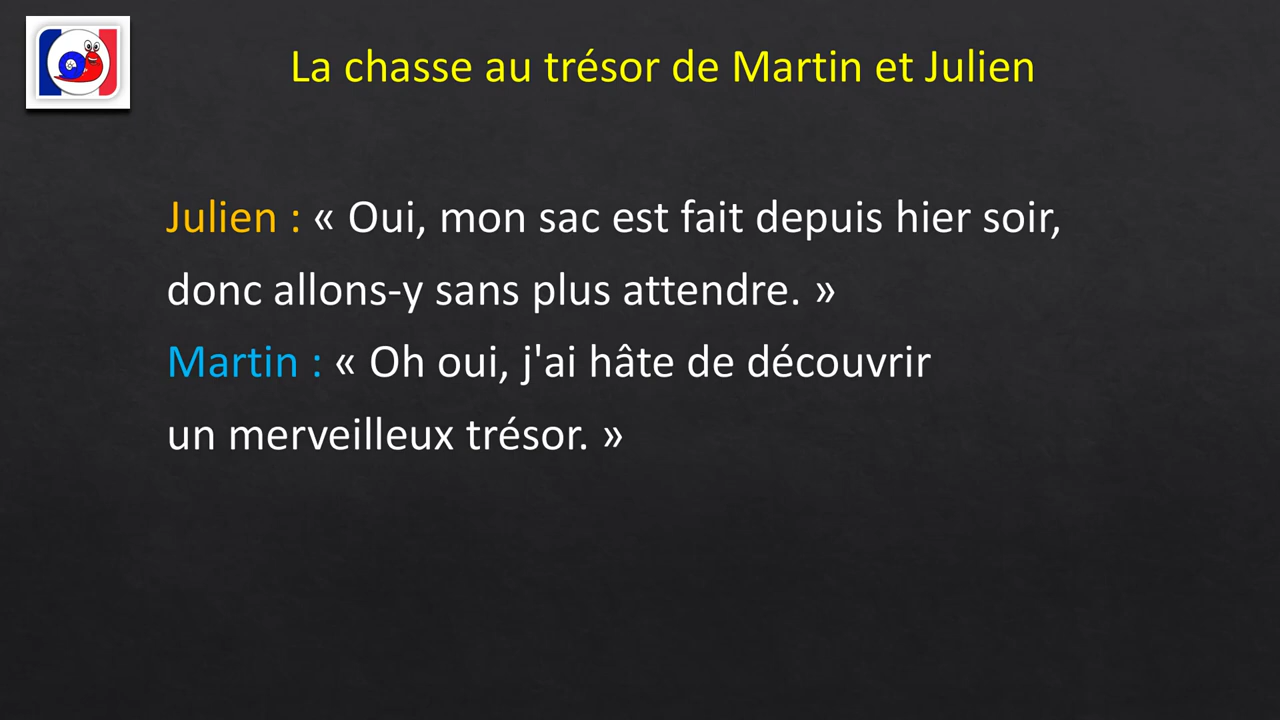 La chasse au trésor de Martin et Julien
Julien : « Oui, mon sac est fait depuis hier soir,
donc allons-y sans plus attendre. »
Martin : « Oh oui, j'ai hâte de découvrir
un merveilleux trésor. »